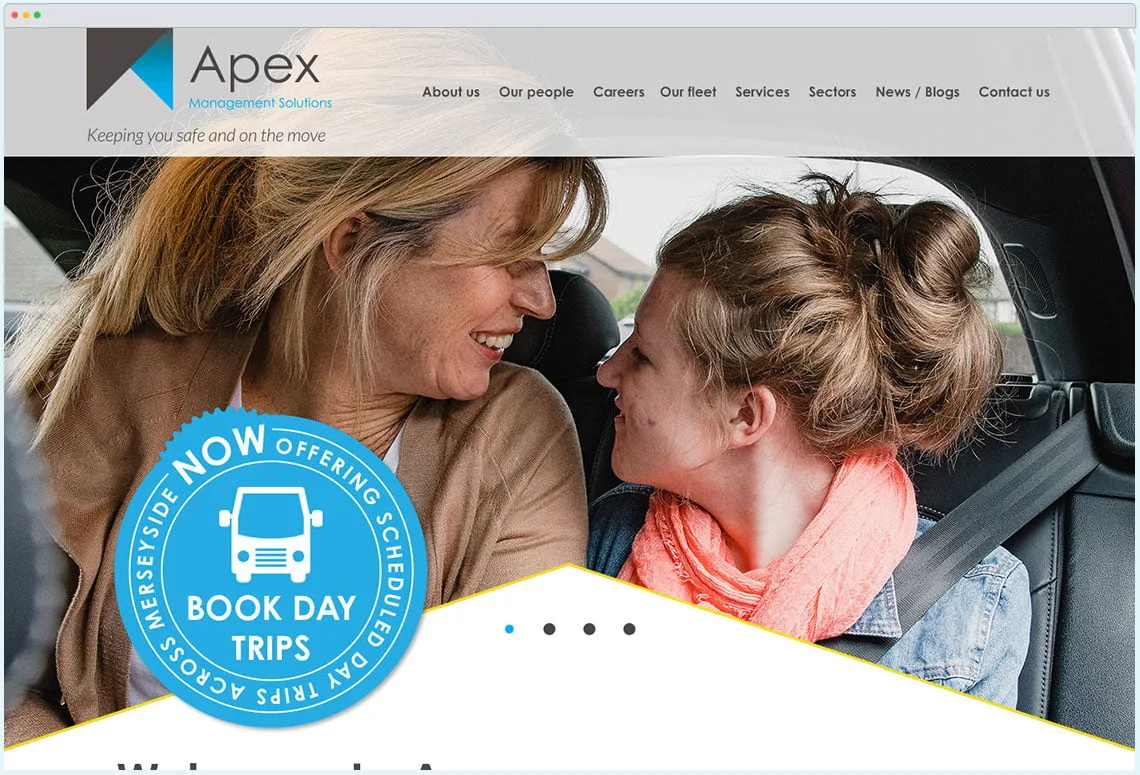 Apex
Management Solutions
Keeping you safe and on the move
About us Our people Careers Our fleet Services Sectors News / Blogs Contact us
NOW OFFERING SCHEDULED DAY TRIPS ACROSS MERSEYSIDE
BOOK DAY
TRIPS